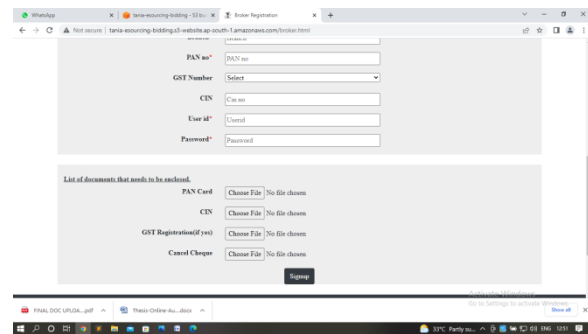 WhatsApp
tania-esourcing-bidding - S3 bu
Broker Registration
Not secure | tania-esourcing-bidding.s3-website.ap-south-1.amazonaws.com/broker.html
PAN no*
PAN no
GST Number
Select
CIN
Cin no
User id*
Userid
Password*
Password
List of documents that needs to be enclosed.
PAN Card Choose File No file chosen
CIN Choose File No file chosen
GST Registration(if yes) Choose File No file chosen
Cancel Cheque Choose File No file chosen
Signup
Activate Windows
Go to Settings to activate Windows.
FINAL DOC UPLOA....pdf
Thesis-Online-Au....docx
Show all
33°C Partly su...
ENG
1251